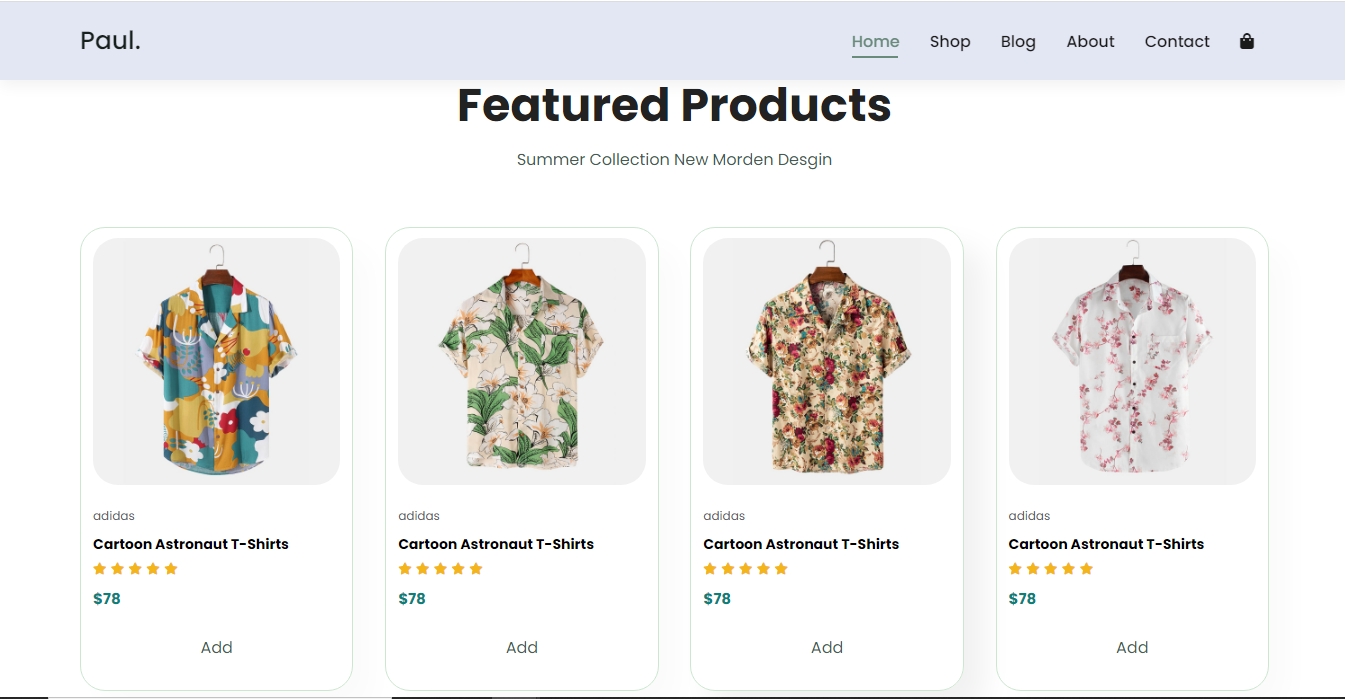 Paul.
Home Shop Blog About Contact
Featured Products
Summer Collection New Morden Desgin
adidas adidas adidas adidas
Cartoon Astronaut T-Shirts Cartoon Astronaut T-Shirts Cartoon Astronaut T-Shirts Cartoon Astronaut T-Shirts
$78 $78 $78 $78
Add Add Add Add